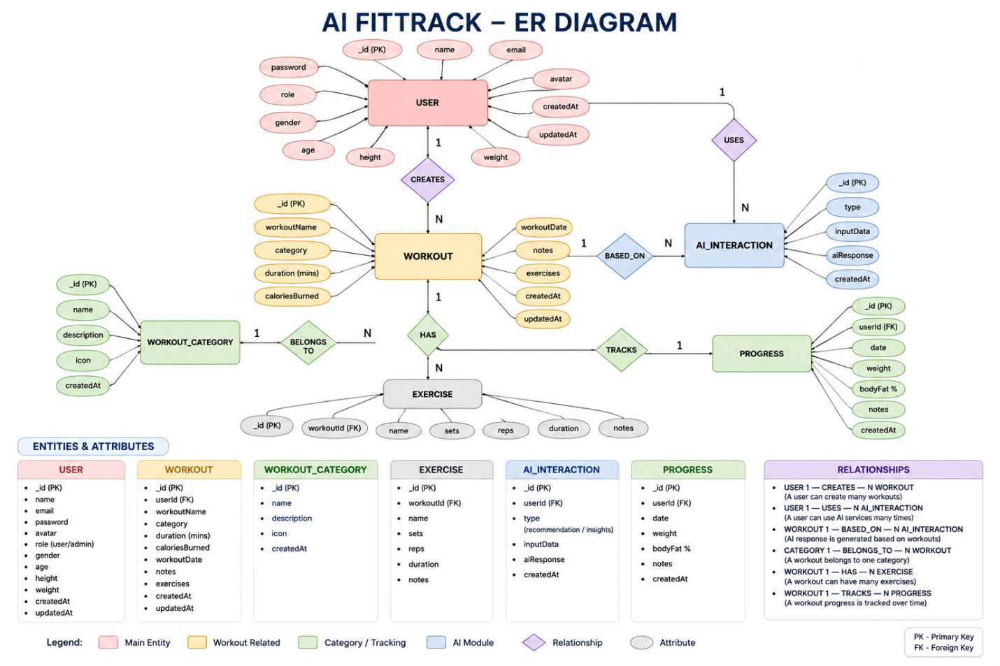 AI FITTRACK – ER DIAGRAM
_id (PK)
name
email
password
avatar
role
USER
createdAt
1
gender
updatedAt
USES
age
height
1
weight
CREATES
_id (PK)
_id (PK)
type
N
N
workoutName
workoutDate
inputData
category
WORKOUT
notes
1
BASED_ON
N
AI_INTERACTION
aiResponse
duration (mins)
exercises
createdAt
caloriesBurned
createdAt
1
updatedAt
_id (PK)
_id (PK)
name
userId (FK)
description
WORKOUT_CATEGORY
1
BELONGS
TO
N
HAS
TRACKS
1
PROGRESS
date
icon
weight
N
createdAt
bodyFat %
EXERCISE
notes
_id (PK)
workoutId (FK)
name
sets
reps
duration
notes
createdAt
ENTITIES & ATTRIBUTES
USER
• _id (PK)
• name
• email
• password
• avatar
• role (user/admin)
• gender
• age
• height
• weight
• createdAt
• updatedAt
WORKOUT
• _id (PK)
• userId (FK)
• workoutName
• category
• duration (mins)
• caloriesBurned
• workoutDate
• notes
• exercises
• createdAt
• updatedAt
WORKOUT_CATEGORY
• _id (PK)
• name
• description
• icon
• createdAt
EXERCISE
• _id (PK)
• workoutId (FK)
• name
• sets
• reps
• duration
• notes
AI_INTERACTION
• _id (PK)
• userId (FK)
• type
(recommendation / insights)
• inputData
• aiResponse
• createdAt
PROGRESS
• _id (PK)
• userId (FK)
• date
• weight
• bodyFat %
• notes
• createdAt
RELATIONSHIPS
• USER 1 — CREATES — N WORKOUT
(A user can create many workouts)
• USER 1 — USES — N AI_INTERACTION
(A user can use AI services many times)
• WORKOUT 1 — BASED_ON — N AI_INTERACTION
(AI response is generated based on workouts)
• CATEGORY 1 — BELONGS_TO — N WORKOUT
(A workout belongs to one category)
• WORKOUT 1 — HAS — N EXERCISE
(A workout can have many exercises)
• WORKOUT 1 — TRACKS — N PROGRESS
(A workout progress is tracked over time)
Legend:
Main Entity
Workout Related
Category / Tracking
AI Module
Relationship
Attribute
PK - Primary Key
FK - Foreign Key